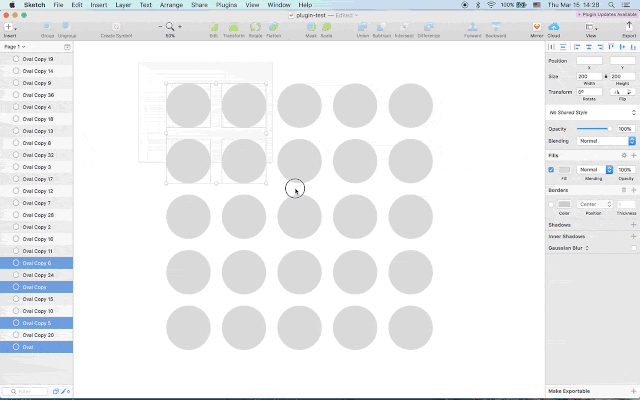 Sketch File Edit Insert Layer Text Arrange Share Plugins View Window Help 100% Thu Mar 15 14:28
plugin-test — Edited
Plugin Updates Available
Insert Group Ungroup Create Symbol 50% Edit Transform Rotate Flatten Mask Scale Union Subtract Intersect Difference Forward Backward Mirror Cloud View Export
Page 1
Oval Copy 19
Oval Copy 14
Oval Copy 9
Oval Copy 36
Oval Copy 4
Oval Copy 18
Oval Copy 13
Oval Copy 8
Oval Copy 32
Oval Copy 3
Oval Copy 17
Oval Copy 12
Oval Copy 7
Oval Copy 28
Oval Copy 2
Oval Copy 16
Oval Copy 11
Oval Copy 6
Oval Copy 24
Oval Copy
Oval Copy 15
Oval Copy 10
Oval Copy 5
Oval Copy 20
Oval
Filter
Position
X Y
Size 200 200
Width Height
Transform 0°
Rotate Flip
No Shared Style
Opacity 100%
Blending Normal
Fills
Normal 100%
Fill Blending Opacity
Borders
Center 1
Color Position Thickness
Shadows
Inner Shadows
Gaussian Blur
Make Exportable